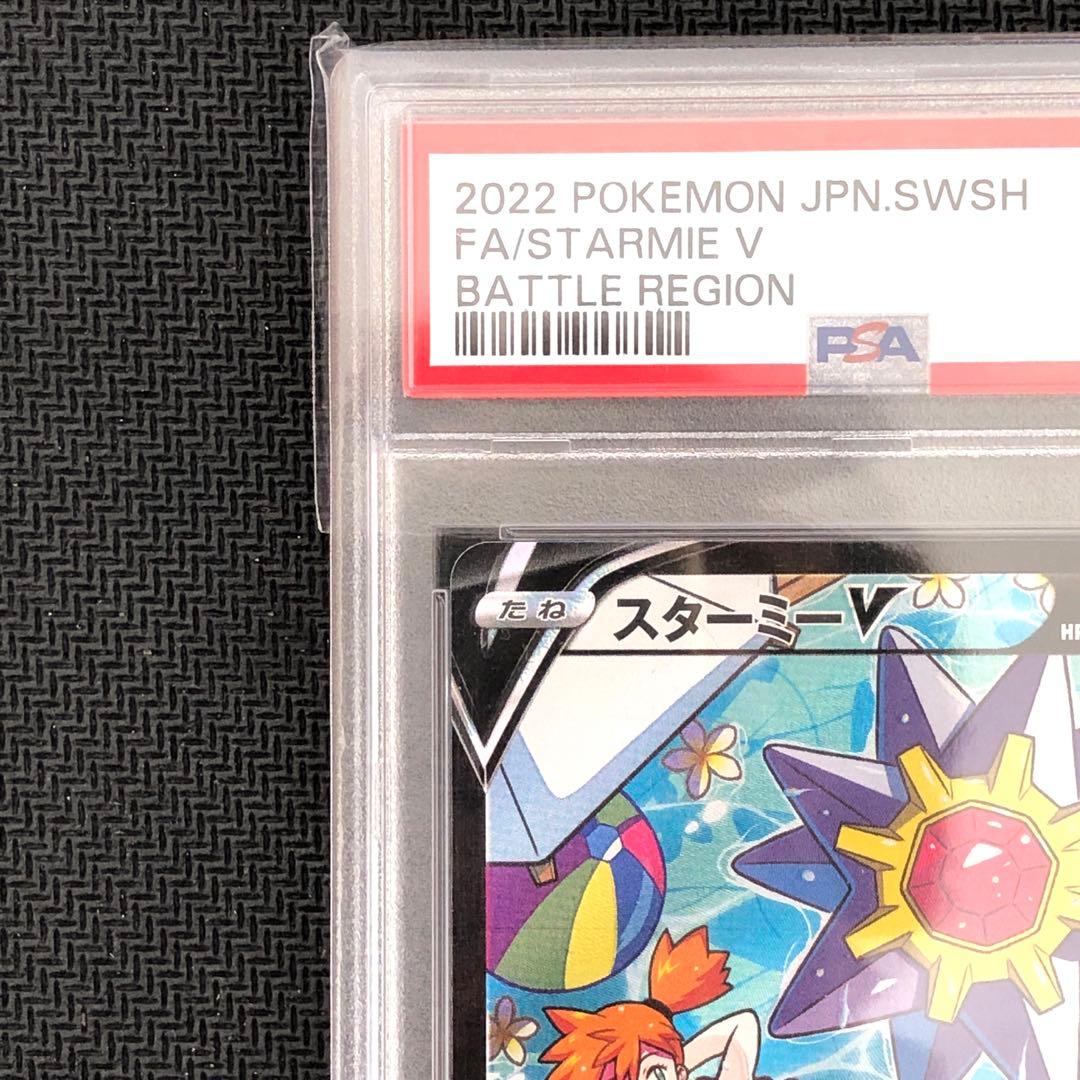 2022 POKEMON JPN.SWSH
FA/STARMIE V
BATTLE REGION
PSA
たね スターミーV